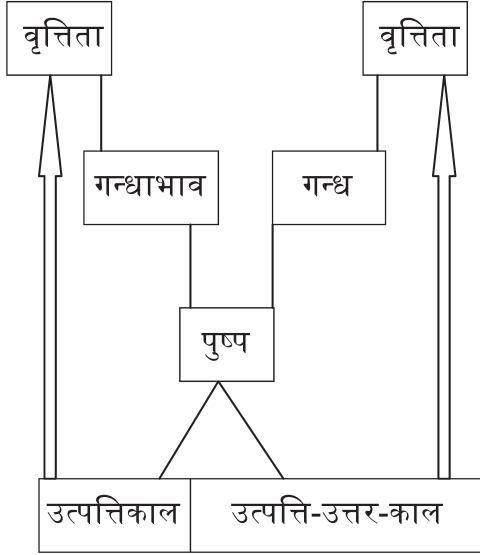 वृत्तिता वृत्तिता
गन्धाभाव गन्ध
पुष्प
उत्पत्तिकाल उत्पत्ति-उत्तर-काल